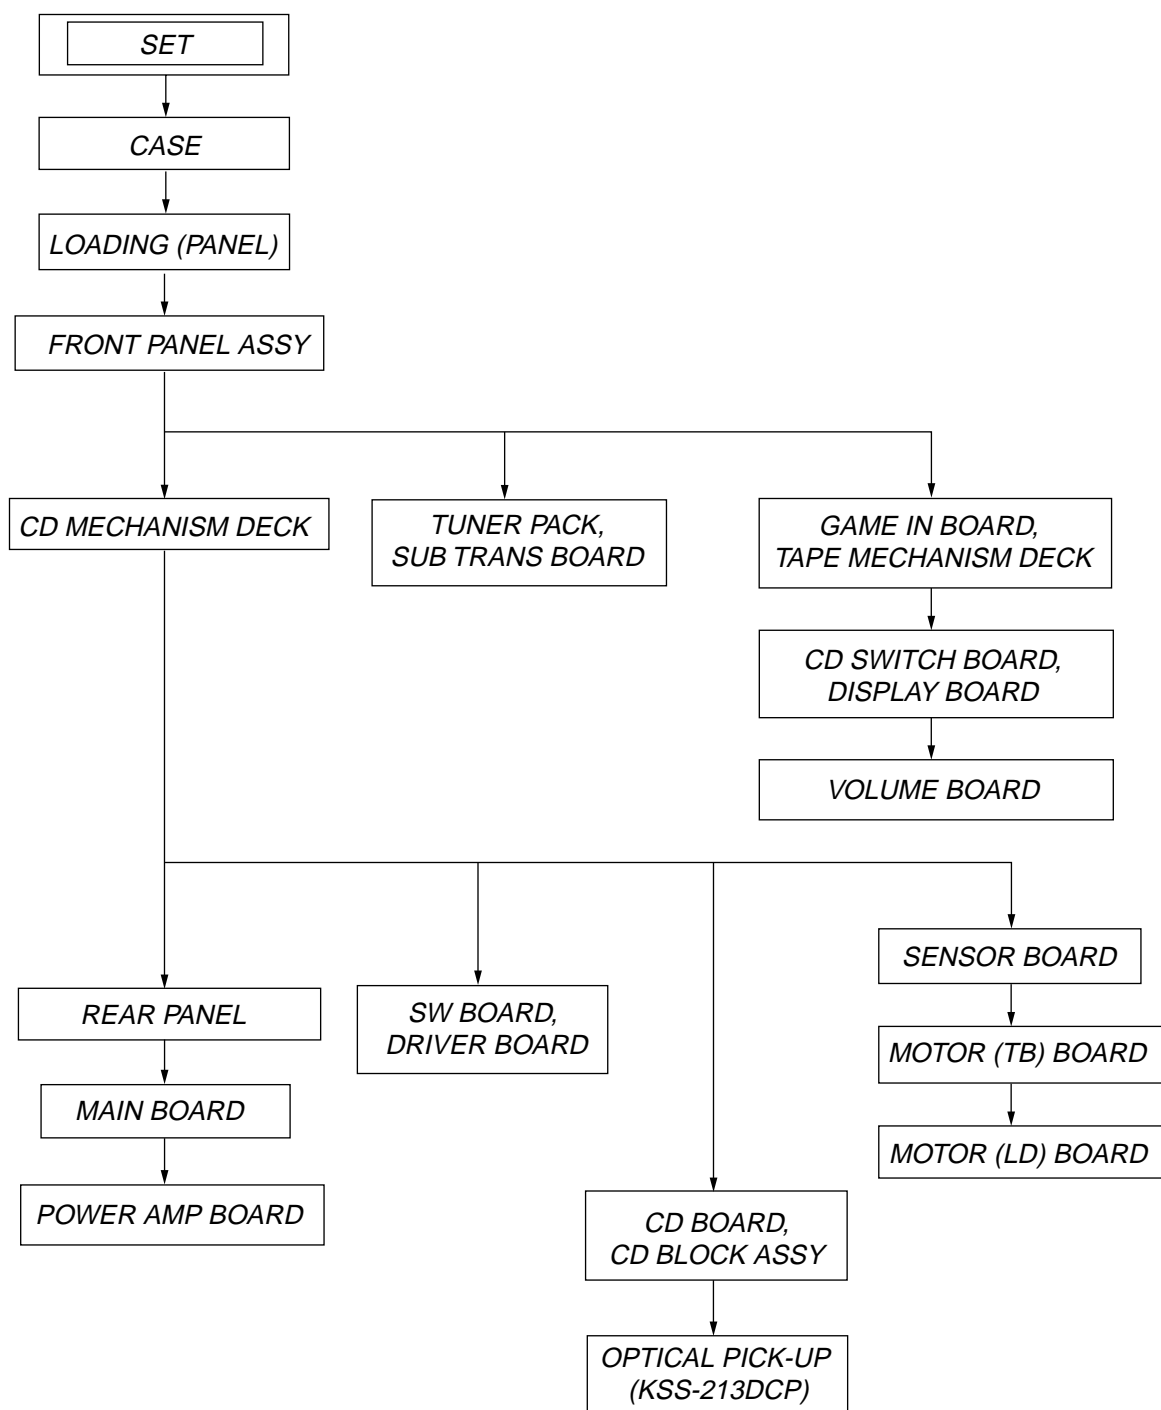 SET
CASE
LOADING (PANEL)
FRONT PANEL ASSY
CD MECHANISM DECK
TUNER PACK,
SUB TRANS BOARD
GAME IN BOARD,
TAPE MECHANISM DECK
CD SWITCH BOARD,
DISPLAY BOARD
VOLUME BOARD
REAR PANEL
MAIN BOARD
POWER AMP BOARD
SW BOARD,
DRIVER BOARD
CD BOARD,
CD BLOCK ASSY
OPTICAL PICK-UP
(KSS-213DCP)
SENSOR BOARD
MOTOR (TB) BOARD
MOTOR (LD) BOARD